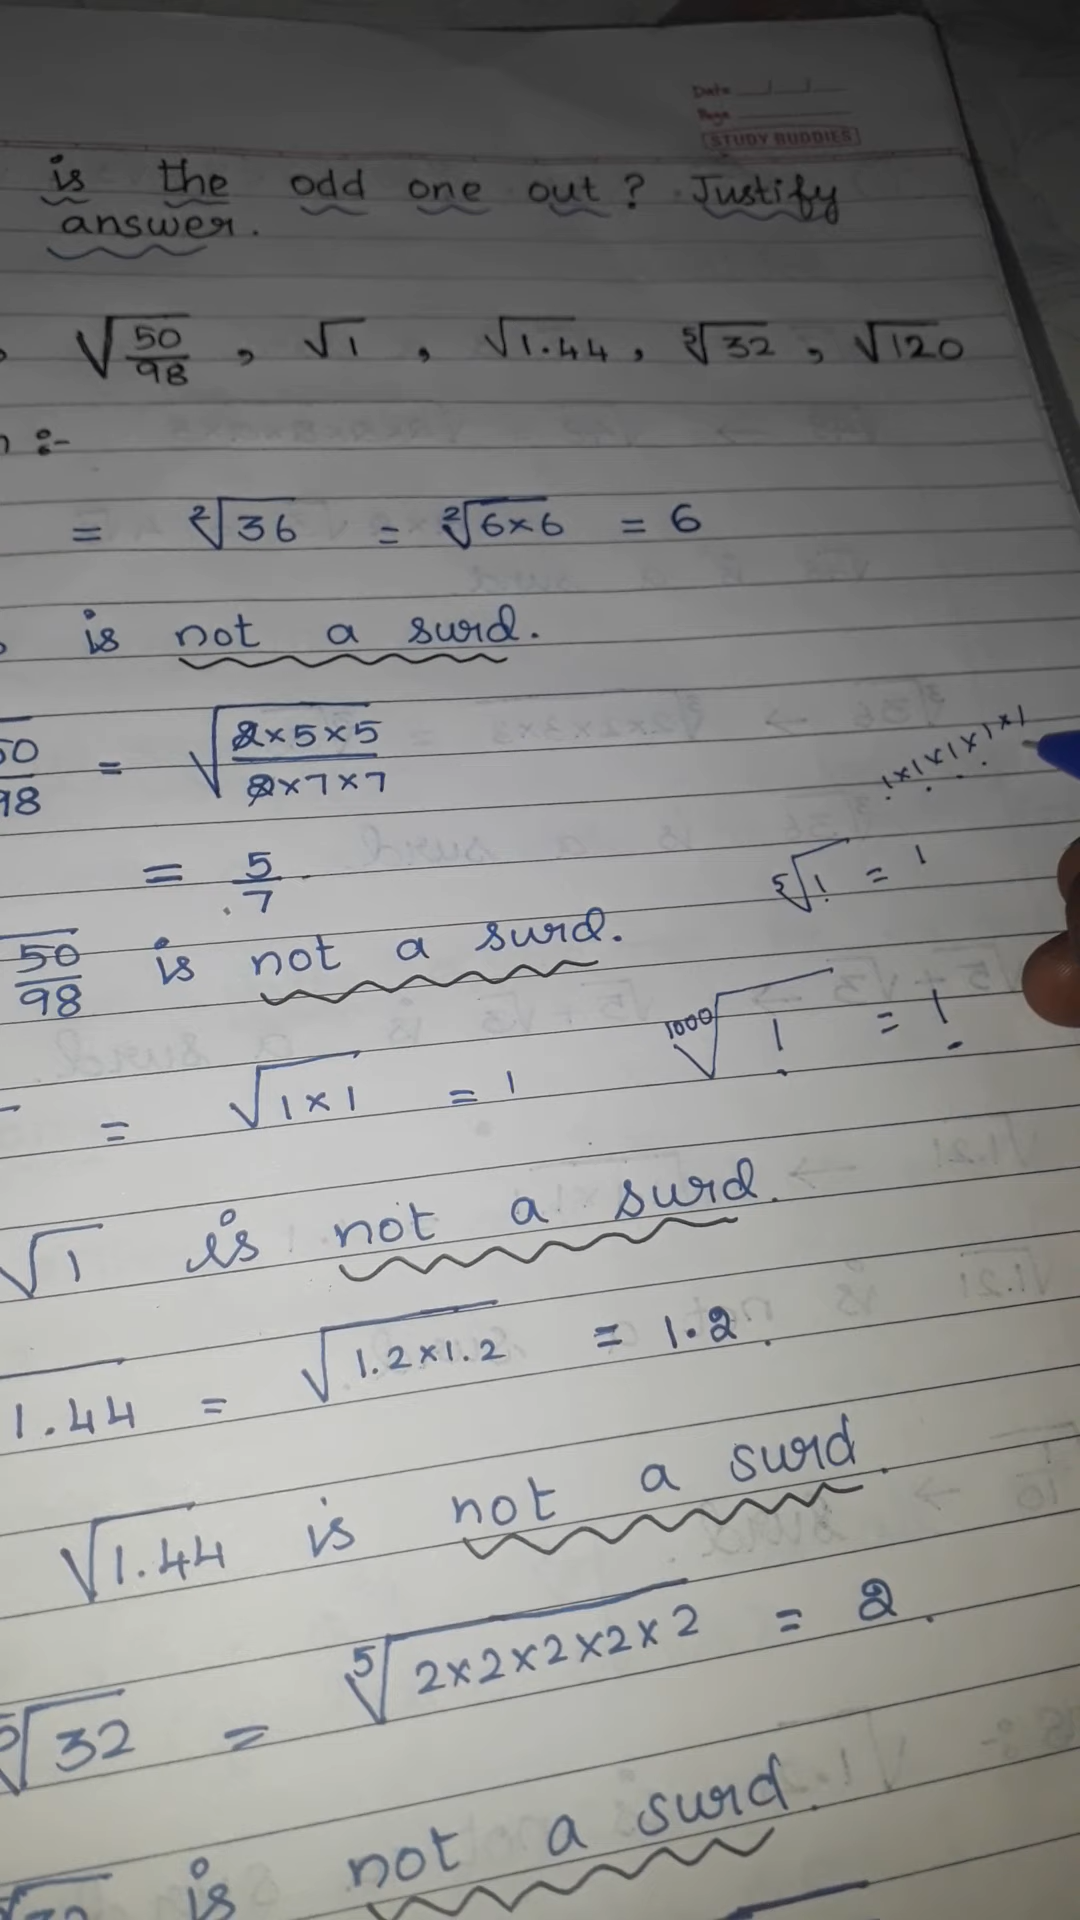 Date
Page
STUDY BUDDIES
is the odd one out? Justify
answer.
√50/98 , √1 , √1.44 , ⁵√32 , √120
:-
= ²√36 = ²√6×6 = 6
is not a surd.
= √2×5×5/2×7×7
1×1×1×1×1
= 5/7
⁵√1 = 1
50/98 is not a surd.
¹⁰⁰⁰√1 = 1
= √1×1 = 1
√1 is not a surd.
1.44 = √1.2×1.2 = 1.2
√1.44 is not a surd.
⁵√32 = ⁵√2×2×2×2×2 = 2.
is not a surd.